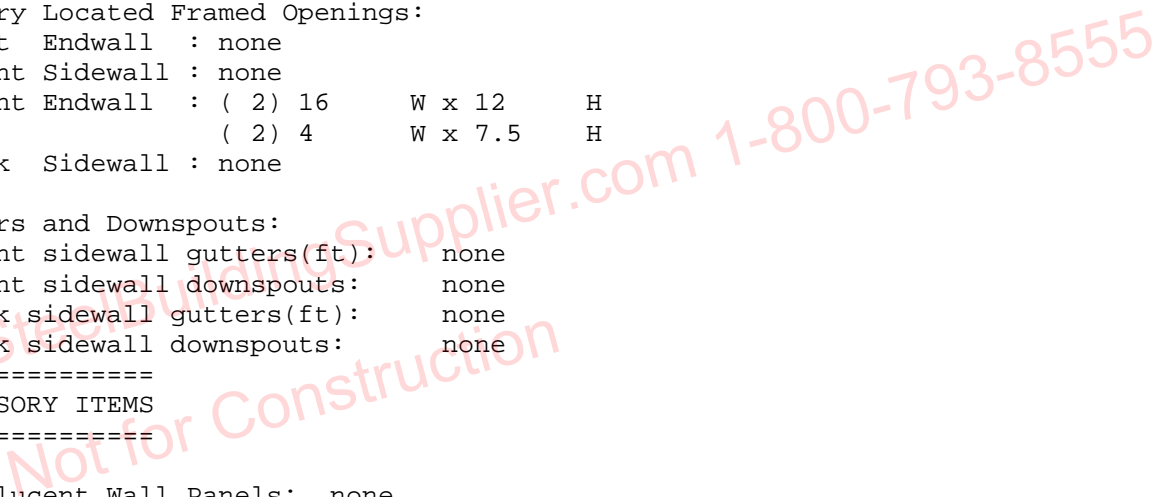 ry Located Framed Openings:
t Endwall : none
nt Sidewall : none
nt Endwall : ( 2) 16 W x 12 H
( 2) 4 W x 7.5 H
k Sidewall : none
rs and Downspouts:
nt sidewall gutters(ft): none
nt sidewall downspouts: none
k sidewall gutters(ft): none
k sidewall downspouts: none
==========
SORY ITEMS
==========
lucent Wall Panels: none
SteelBuildingSupplier.com 1-800-793-8555
Not for Construction